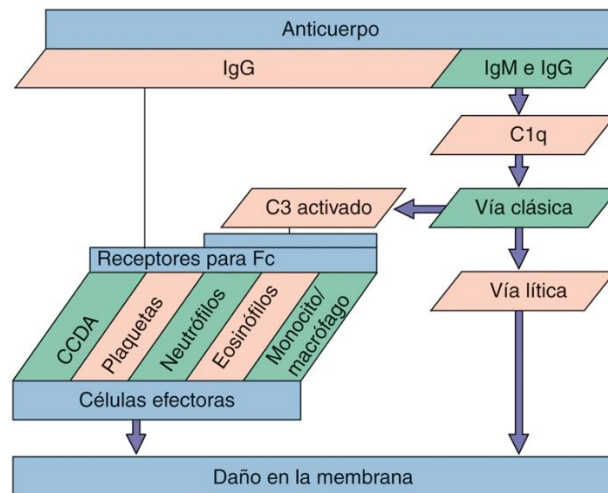 Anticuerpo
IgG
IgM e IgG
C1q
C3 activado
Vía clásica
Receptores para Fc
Vía lítica
CCDA
Plaquetas
Neutrófilos
Eosinófilos
Monocito/
macrófago
Células efectoras
Daño en la membrana